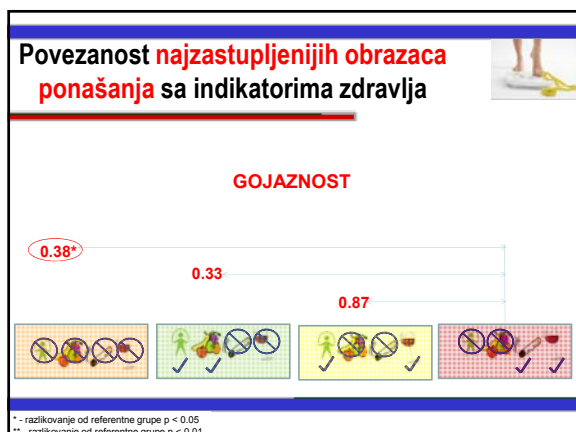 Povezanost najzastupljenijih obrazaca
ponašanja sa indikatorima zdravlja
GOJAZNOST
0.38*
0.33
0.87
* - razlikovanje od referentne grupe p < 0.05
** - razlikovanje od referentne grupe p < 0.01